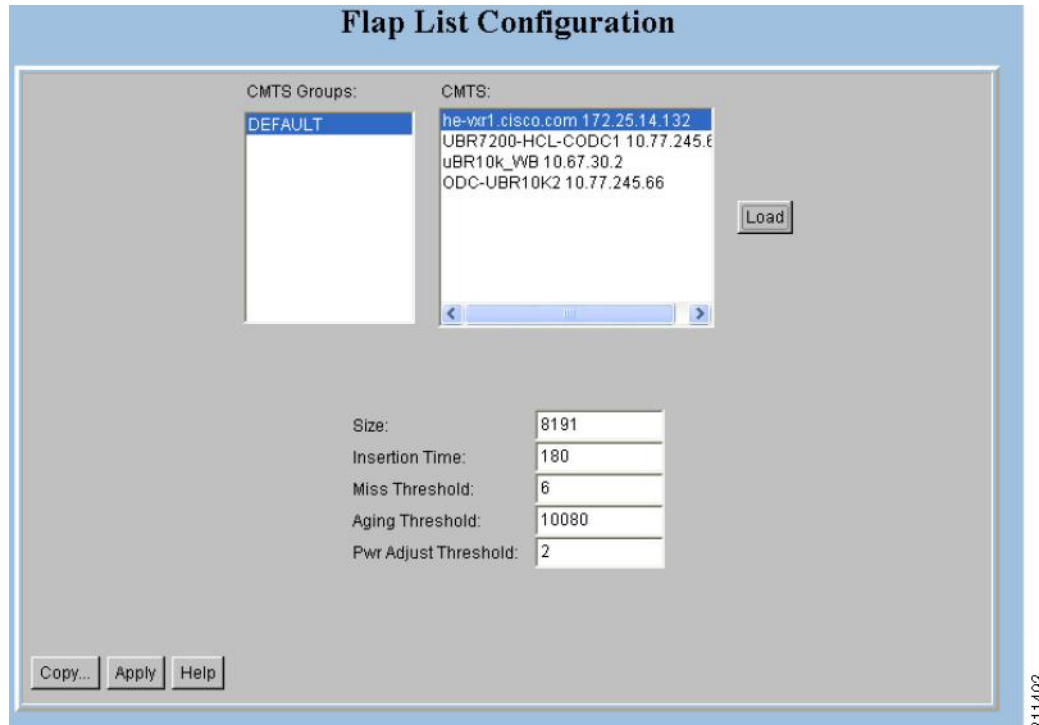 Flap List Configuration
CMTS Groups:
CMTS:
DEFAULT
he-vxr1.cisco.com 172.25.14.132
UBR7200-HCL-CODC1 10.77.245.6
uBR10k_WB 10.67.30.2
ODC-UBR10K2 10.77.245.66
Load
Size: 8191
Insertion Time: 180
Miss Threshold: 6
Aging Threshold: 10080
Pwr Adjust Threshold: 2
Copy... Apply Help